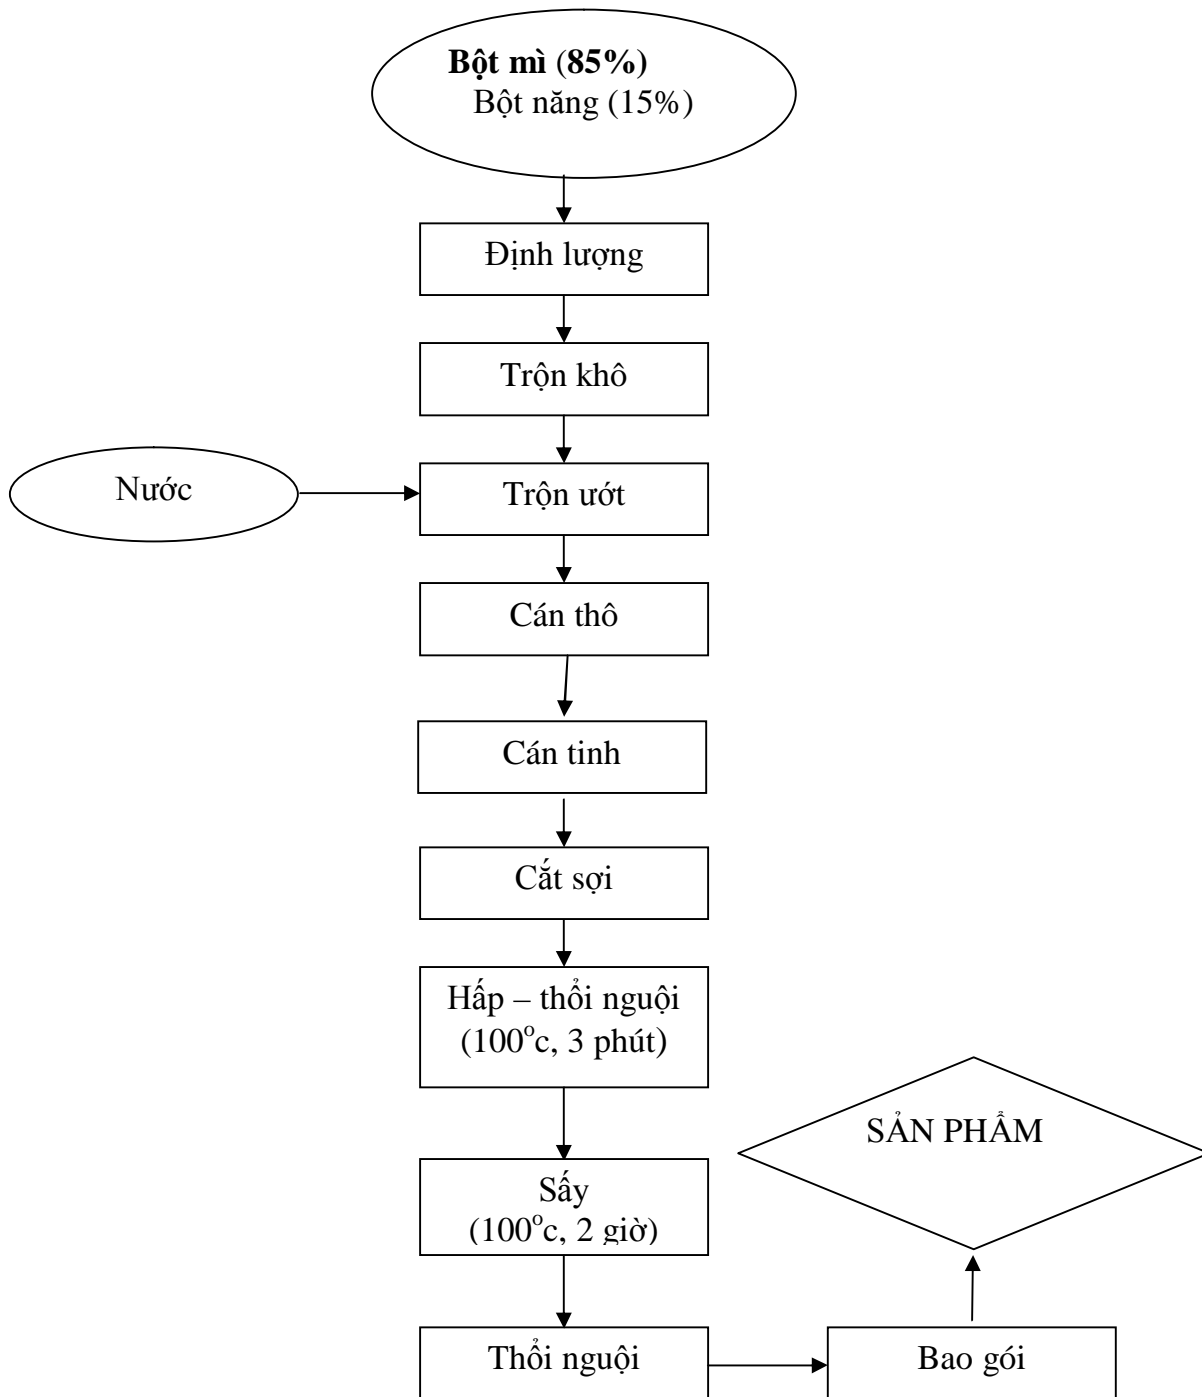 Bột mì (85%)
Bột năng (15%)
Định lượng
Trộn khô
Nước
Trộn ướt
Cán thô
Cán tinh
Cắt sợi
Hấp – thổi nguội
(100°c, 3 phút)
SẢN PHẨM
Sấy
(100°c, 2 giờ)
Thổi nguội
Bao gói